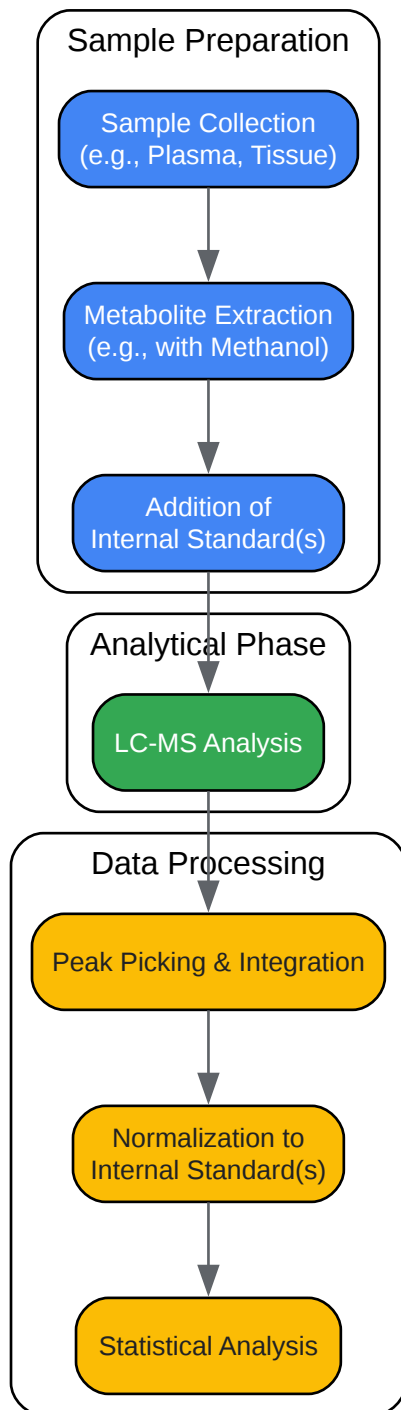 Sample Preparation
Sample Collection
(e.g., Plasma, Tissue)
Metabolite Extraction
(e.g., with Methanol)
Addition of
Internal Standard(s)
Analytical Phase
LC-MS Analysis
Data Processing
Peak Picking & Integration
Normalization to
Internal Standard(s)
Statistical Analysis